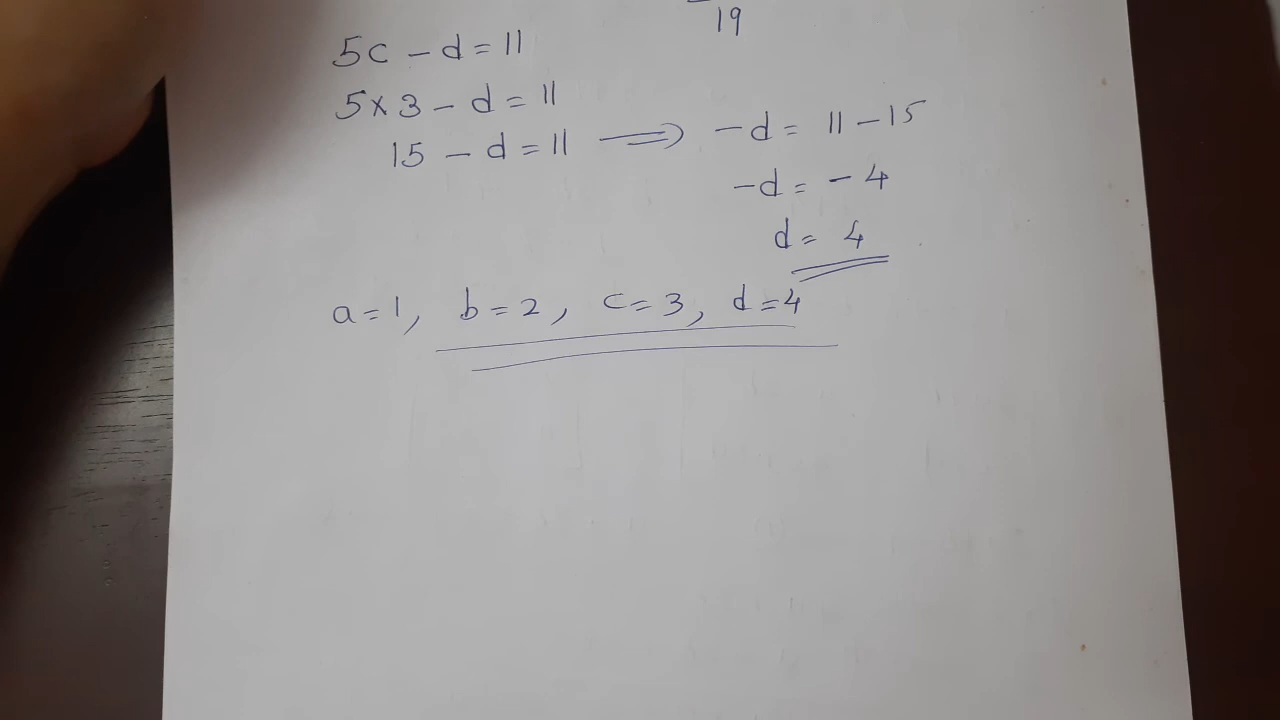 19
5c - d = 11
5 × 3 - d = 11
15 - d = 11 ⟹ -d = 11 - 15
-d = -4
d = 4
a = 1, b = 2, c = 3, d = 4